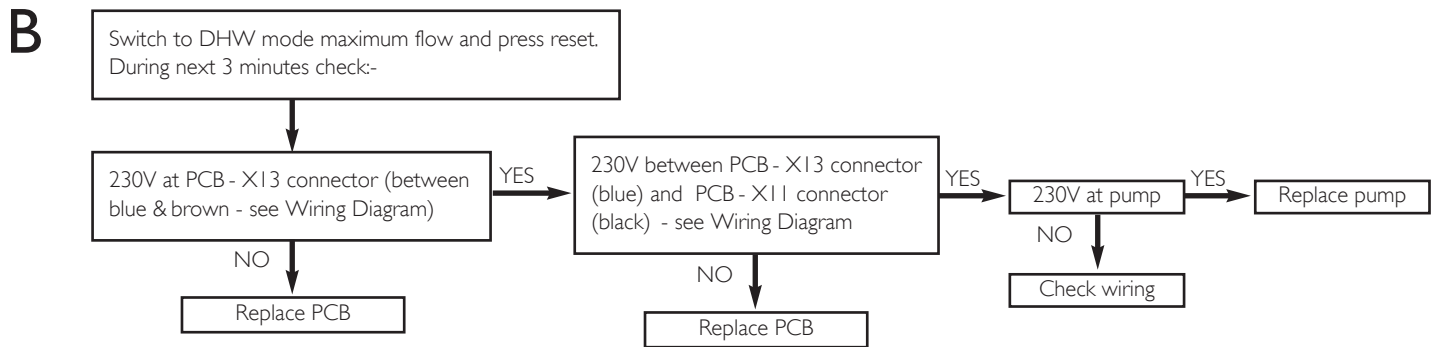 B
Switch to DHW mode maximum flow and press reset.
During next 3 minutes check:-
230V at PCB - X13 connector (between
blue & brown - see Wiring Diagram)
YES
230V between PCB - X13 connector
(blue) and PCB - X11 connector
(black) - see Wiring Diagram
YES
230V at pump
YES
Replace pump
NO
Replace PCB
NO
Replace PCB
NO
Check wiring